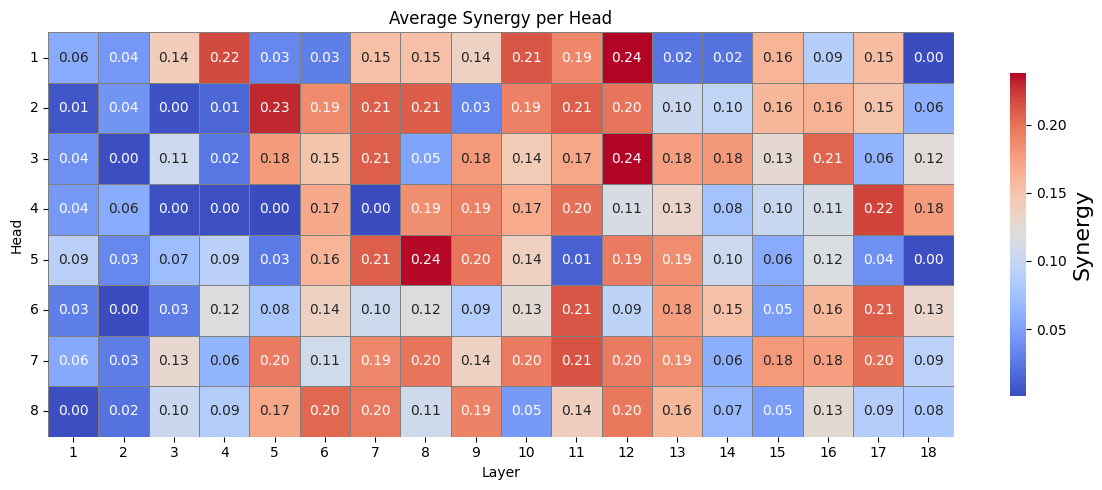 Average Synergy per Head
1 0.06 0.04 0.14 0.22 0.03 0.03 0.15 0.15 0.14 0.21 0.19 0.24 0.02 0.02 0.16 0.09 0.15 0.00
2 0.01 0.04 0.00 0.01 0.23 0.19 0.21 0.21 0.03 0.19 0.21 0.20 0.10 0.10 0.16 0.16 0.15 0.06
3 0.04 0.00 0.11 0.02 0.18 0.15 0.21 0.05 0.18 0.14 0.17 0.24 0.18 0.18 0.13 0.21 0.06 0.12
4 0.04 0.06 0.00 0.00 0.00 0.17 0.00 0.19 0.19 0.17 0.20 0.11 0.13 0.08 0.10 0.11 0.22 0.18
5 0.09 0.03 0.07 0.09 0.03 0.16 0.21 0.24 0.20 0.14 0.01 0.19 0.19 0.10 0.06 0.12 0.04 0.00
6 0.03 0.00 0.03 0.12 0.08 0.14 0.10 0.12 0.09 0.13 0.21 0.09 0.18 0.15 0.05 0.16 0.21 0.13
7 0.06 0.03 0.13 0.06 0.20 0.11 0.19 0.20 0.14 0.20 0.21 0.20 0.19 0.06 0.18 0.18 0.20 0.09
8 0.00 0.02 0.10 0.09 0.17 0.20 0.20 0.11 0.19 0.05 0.14 0.20 0.16 0.07 0.05 0.13 0.09 0.08
1 2 3 4 5 6 7 8 9 10 11 12 13 14 15 16 17 18
Layer
Head
0.20
0.15
0.10
0.05
Synergy